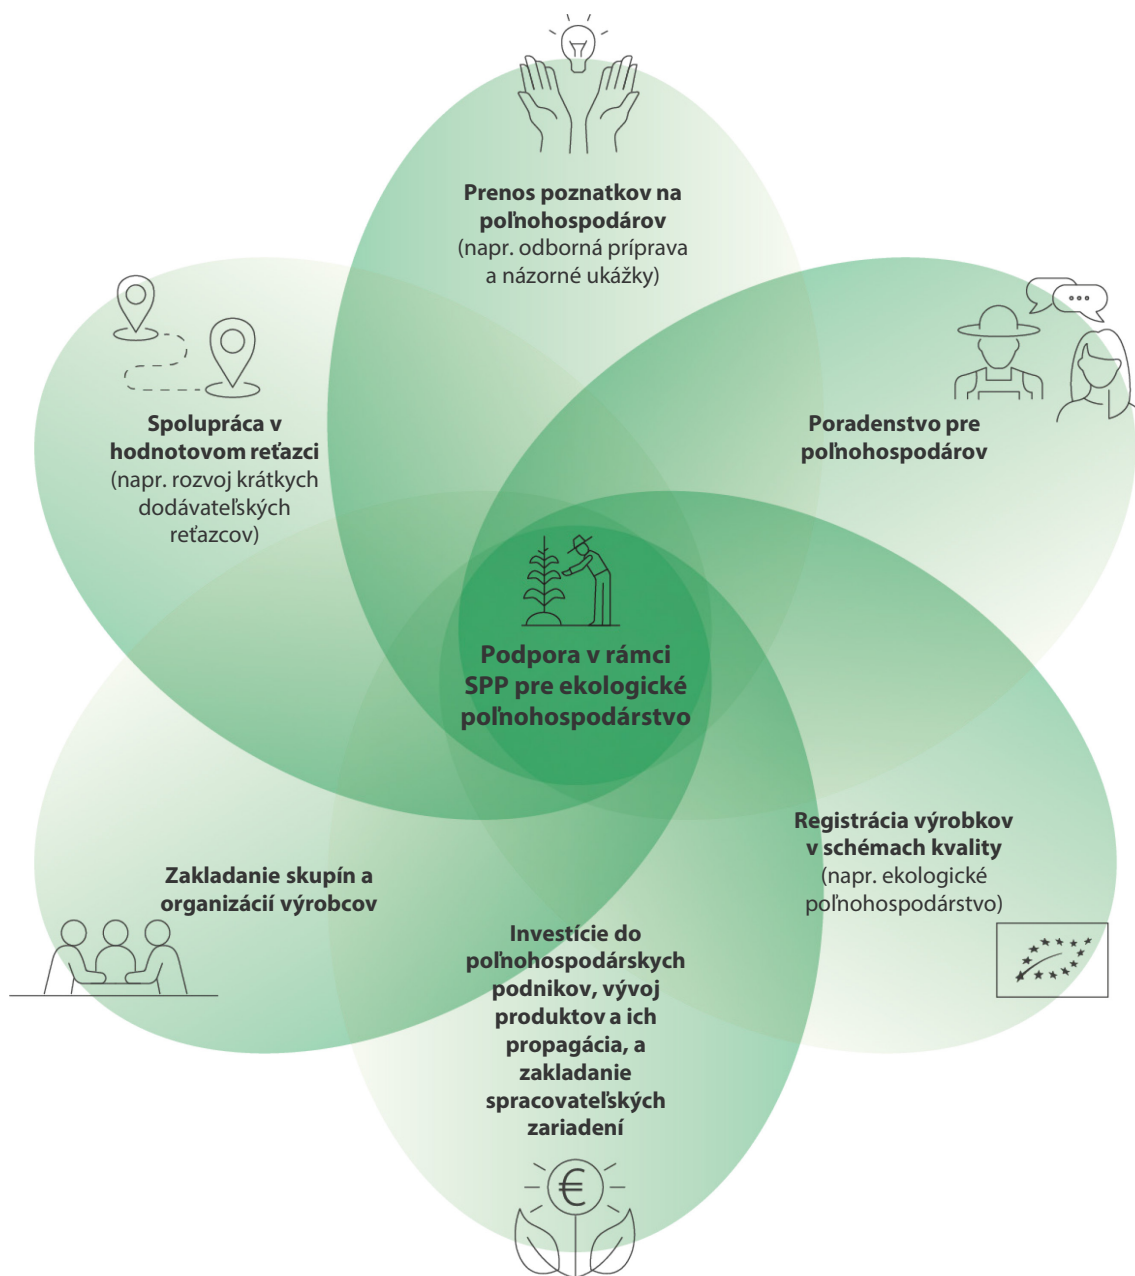 Prenos poznatkov na
poľnohospodárov
(napr. odborná príprava
a názorné ukážky)
Spolupráca v
hodnotovom reťazci
(napr. rozvoj krátkych
dodávateľských
reťazcov)
Poradenstvo pre
poľnohospodárov
Podpora v rámci
SPP pre ekologické
poľnohospodárstvo
Registrácia výrobkov
v schémach kvality
(napr. ekologické
poľnohospodárstvo)
Zakladanie skupín a
organizácií výrobcov
Investície do
poľnohospodárskych
podnikov, vývoj
produktov a ich
propagácia, a
zakladanie
spracovateľských
zariadení
€